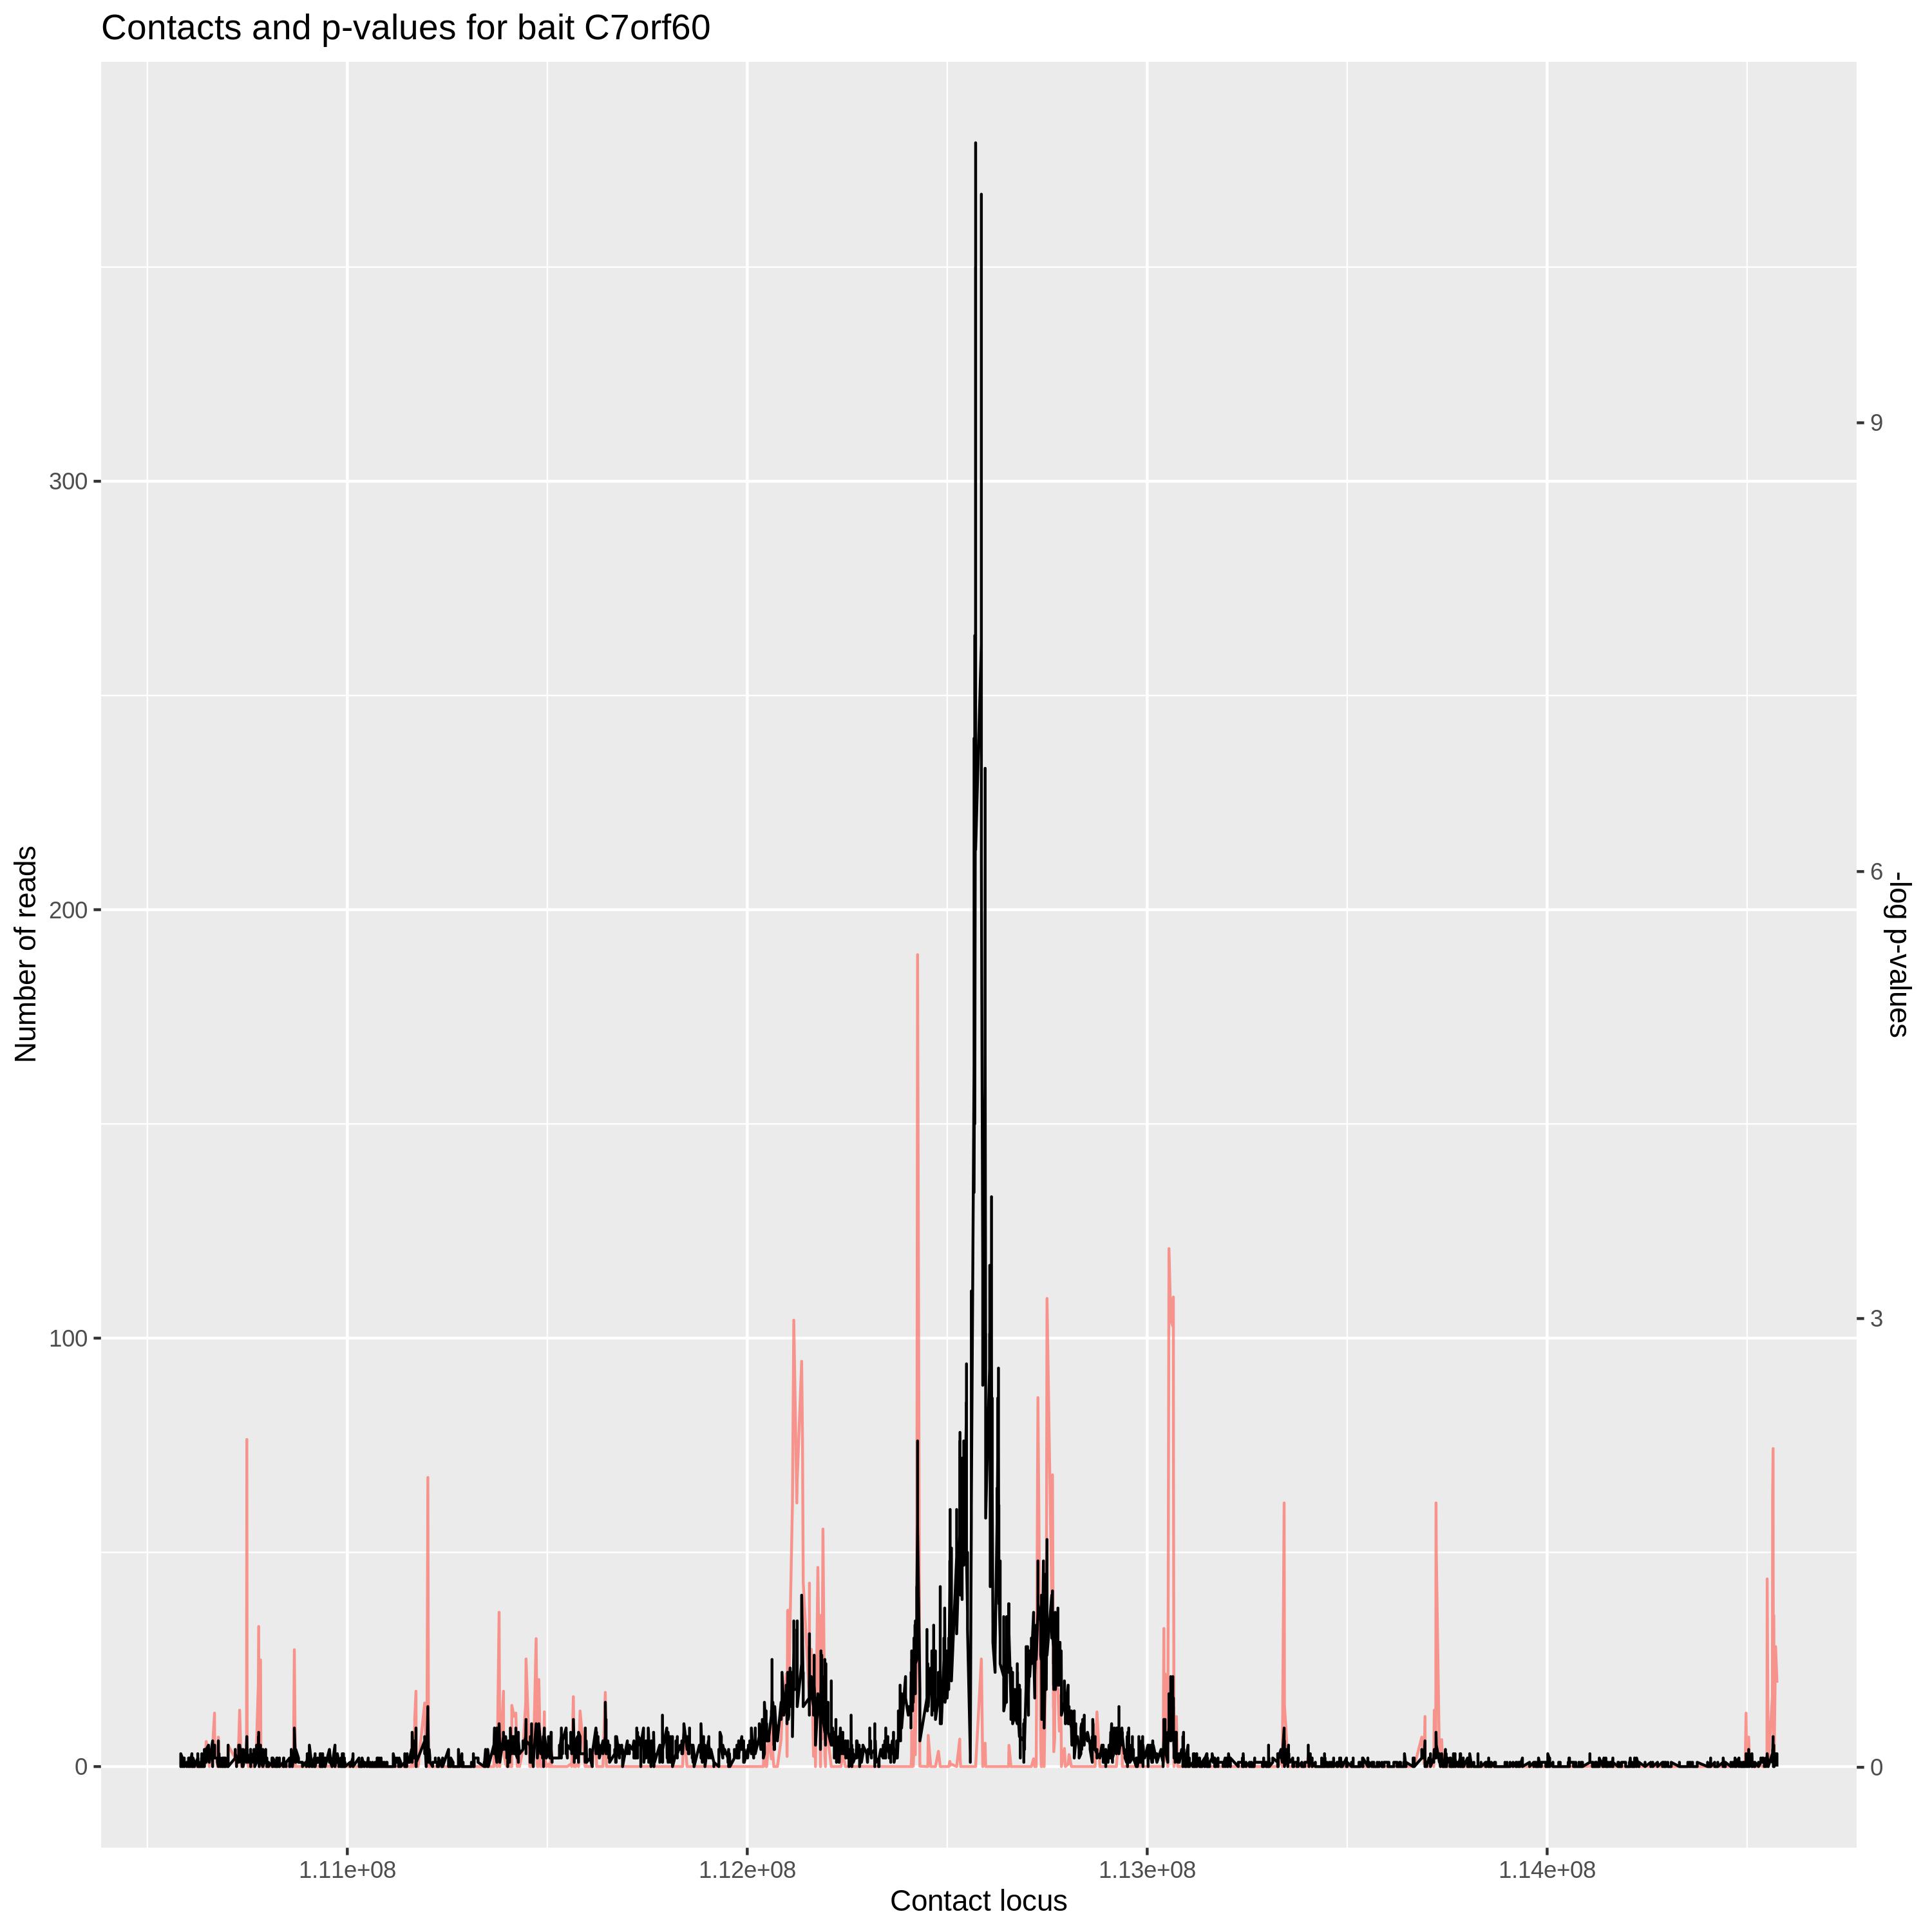 Contacts and p-values for bait C7orf60
300
200
100
0
Number of reads
9
6
3
0
-log p-values
1.11e+08
1.12e+08
1.13e+08
1.14e+08
Contact locus